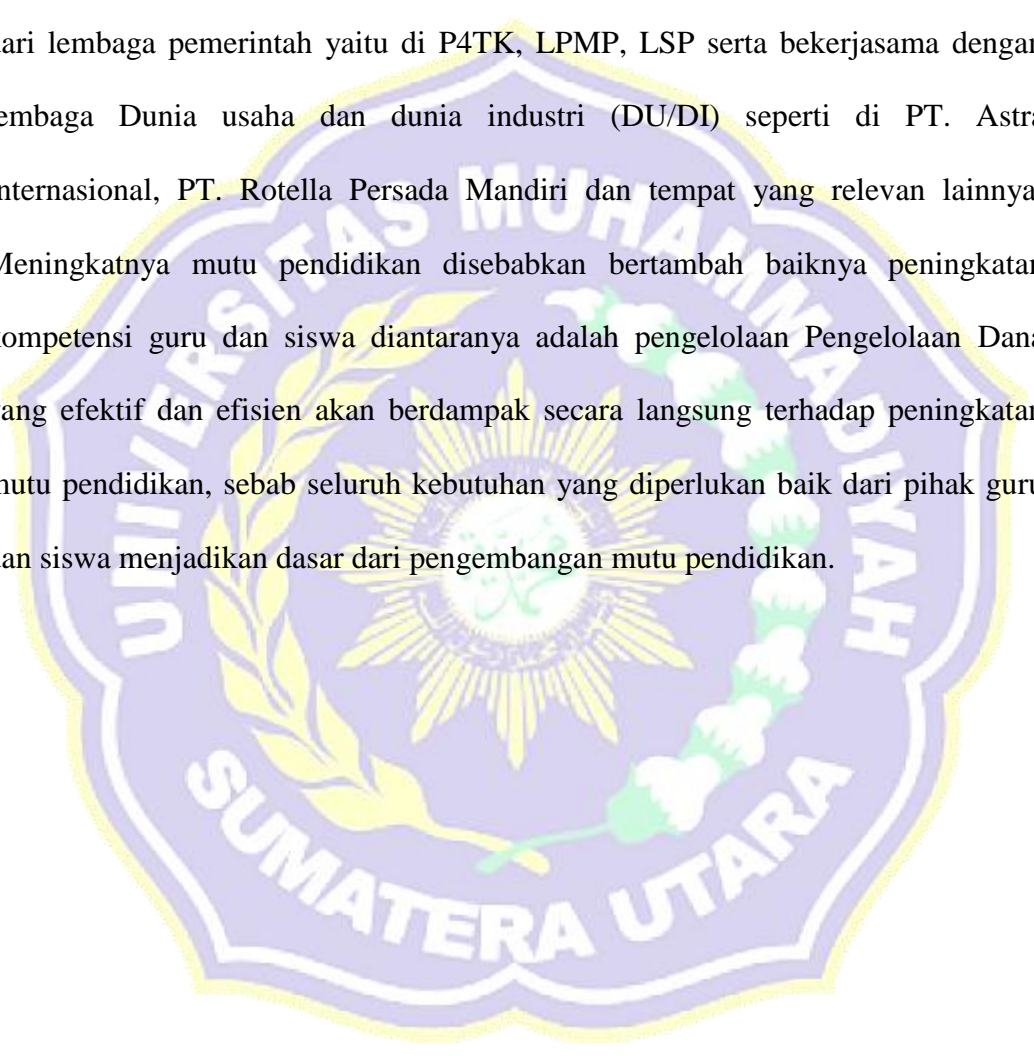 dari lembaga pemerintah yaitu di P4TK, LPMP, LSP serta bekerjasama dengan
lembaga Dunia usaha dan dunia industri (DU/DI) seperti di PT. Astra
Internasional, PT. Rotella Persada Mandiri dan tempat yang relevan lainnya.
Meningkatnya mutu pendidikan disebabkan bertambah baiknya peningkatan
kompetensi guru dan siswa diantaranya adalah pengelolaan Pengelolaan Dana
yang efektif dan efisien akan berdampak secara langsung terhadap peningkatan
mutu pendidikan, sebab seluruh kebutuhan yang diperlukan baik dari pihak guru
dan siswa menjadikan dasar dari pengembangan mutu pendidikan.
UNIVERSITAS MUHAMMADIYAH
SUMATERA UTARA